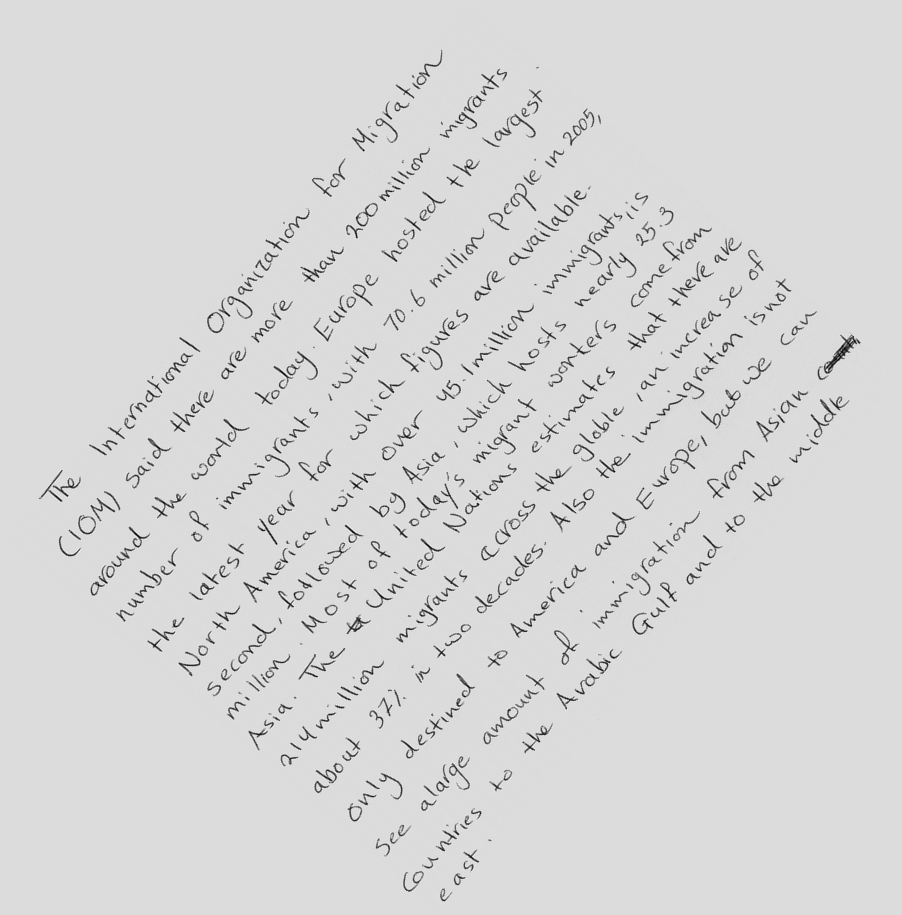 The International Organization for Migration
(IOM) said there are more than 200 million migrants
around the world today. Europe hosted the largest
number of immigrants, with 70.6 million people in 2005,
the latest year for which figures are available.
North America, with over 45.1 million immigrants, is
second, followed by Asia, which hosts nearly 25.3
million. Most of today's migrant workers come from
Asia. The United Nations estimates that there are
214 million migrants across the globe, an increase of
about 37% in two decades. Also the immigration is not
only destined to America and Europe, but we can
see alarge amount of immigration from Asian
Countries to the Arabic Gulf and to the middle
east.